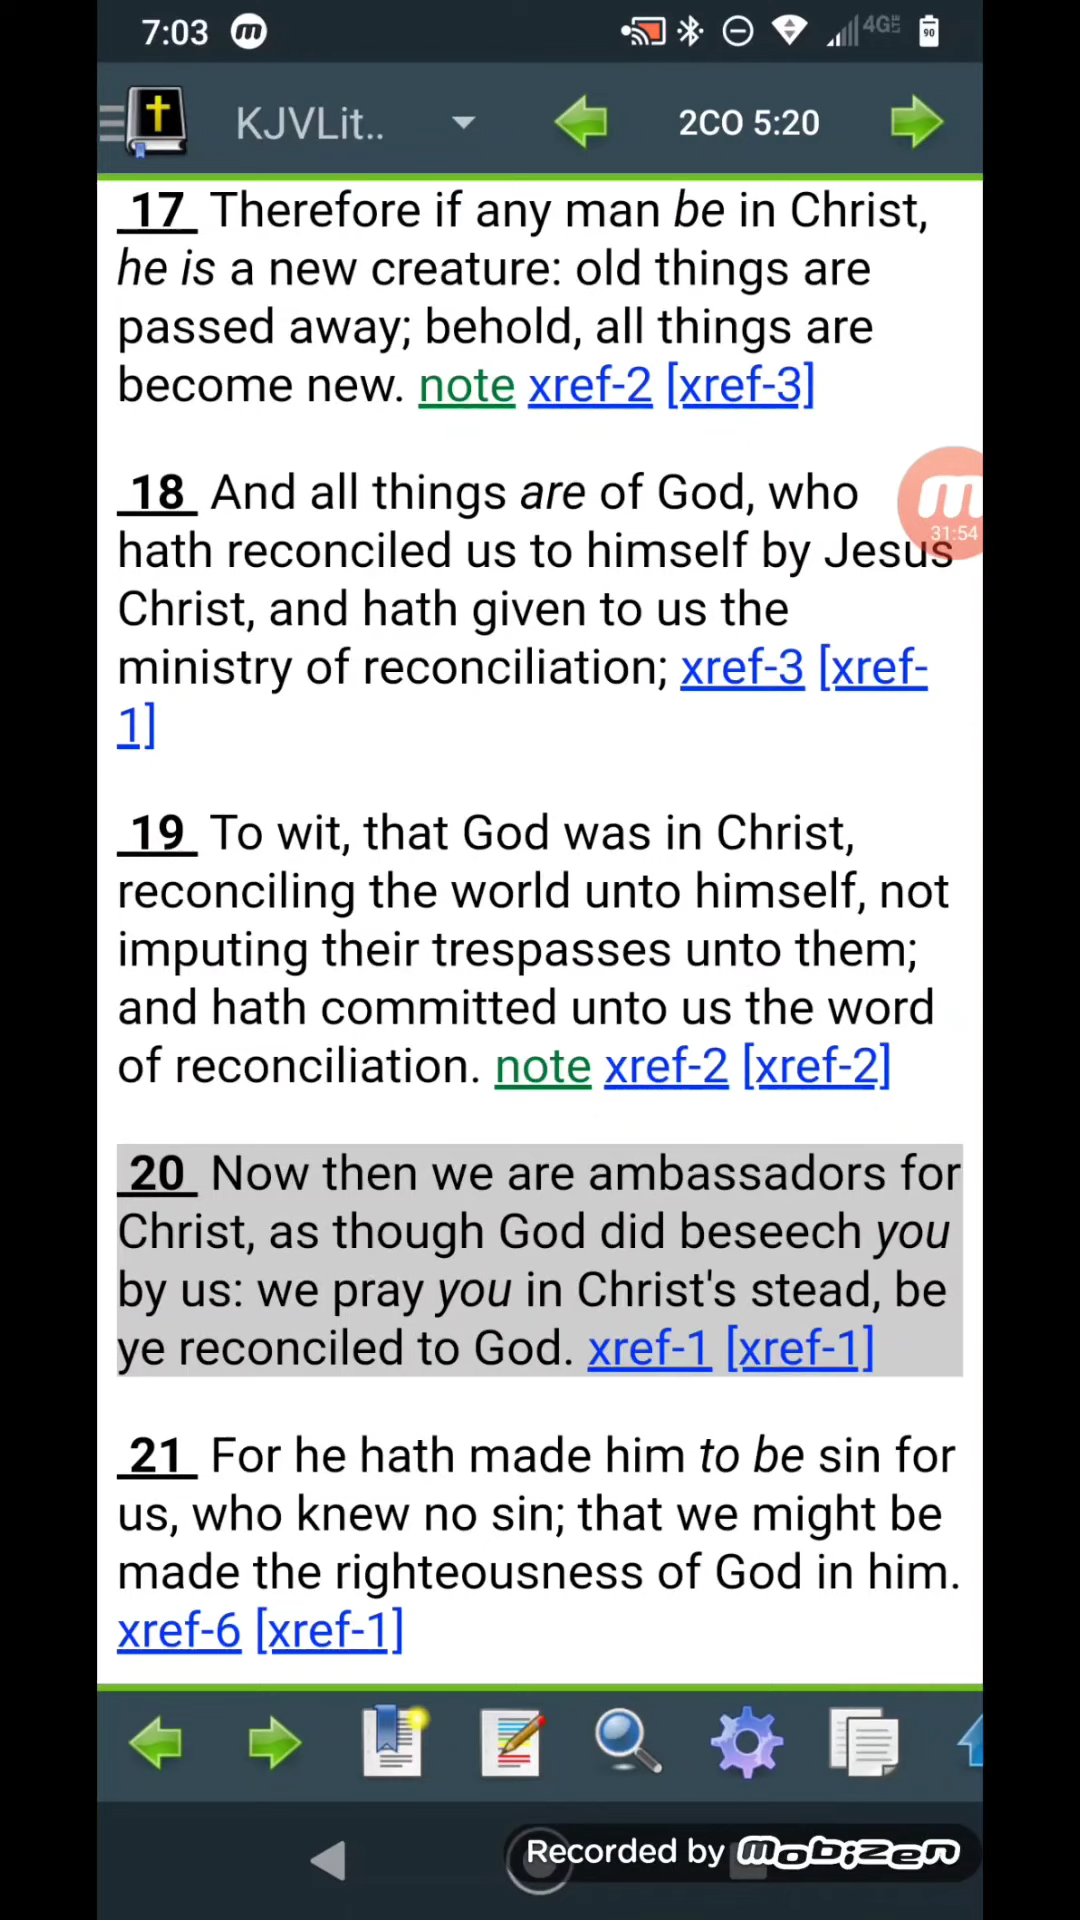 7:03
4GE
90
KJVLit..
2CO 5:20
17 Therefore if any man be in Christ,
he is a new creature: old things are
passed away; behold, all things are
become new. note xref-2 [xref-3]
18 And all things are of God, who
hath reconciled us to himself by Jesus
Christ, and hath given to us the
ministry of reconciliation; xref-3 [xref-
1]
31:54
19 To wit, that God was in Christ,
reconciling the world unto himself, not
imputing their trespasses unto them;
and hath committed unto us the word
of reconciliation. note xref-2 [xref-2]
20 Now then we are ambassadors for
Christ, as though God did beseech you
by us: we pray you in Christ's stead, be
ye reconciled to God. xref-1 [xref-1]
21 For he hath made him to be sin for
us, who knew no sin; that we might be
made the righteousness of God in him.
xref-6 [xref-1]
Recorded by mobizen